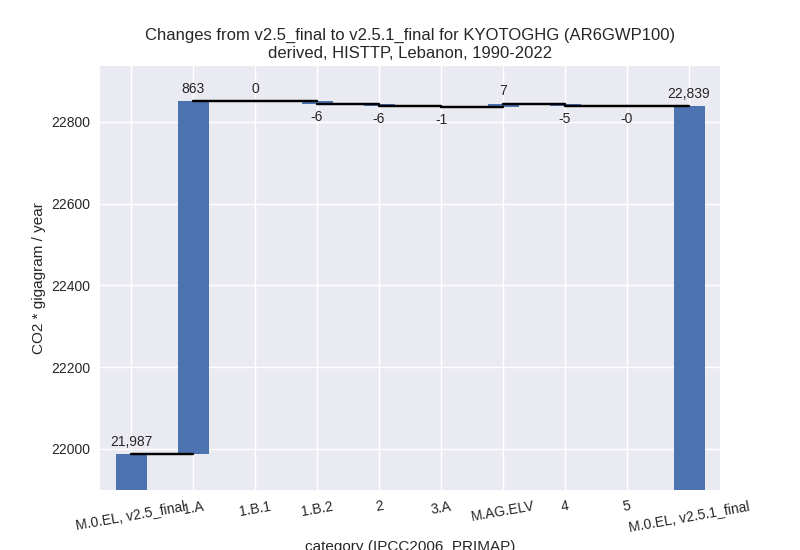 Changes from v2.5_final to v2.5.1_final for KYOTOGHG (AR6GWP100)
derived, HISTTP, Lebanon, 1990-2022
863
0
-6
-6
-1
7
-5
-0
22,839
21,987
CO2 * gigagram / year
22800
22600
22400
22200
22000
M.0.EL, v2.5_final
1.A
1.B.1
1.B.2
2
3.A
M.AG.ELV
4
5
M.0.EL, v2.5.1_final
category (IPCC2006_PRIMAP)